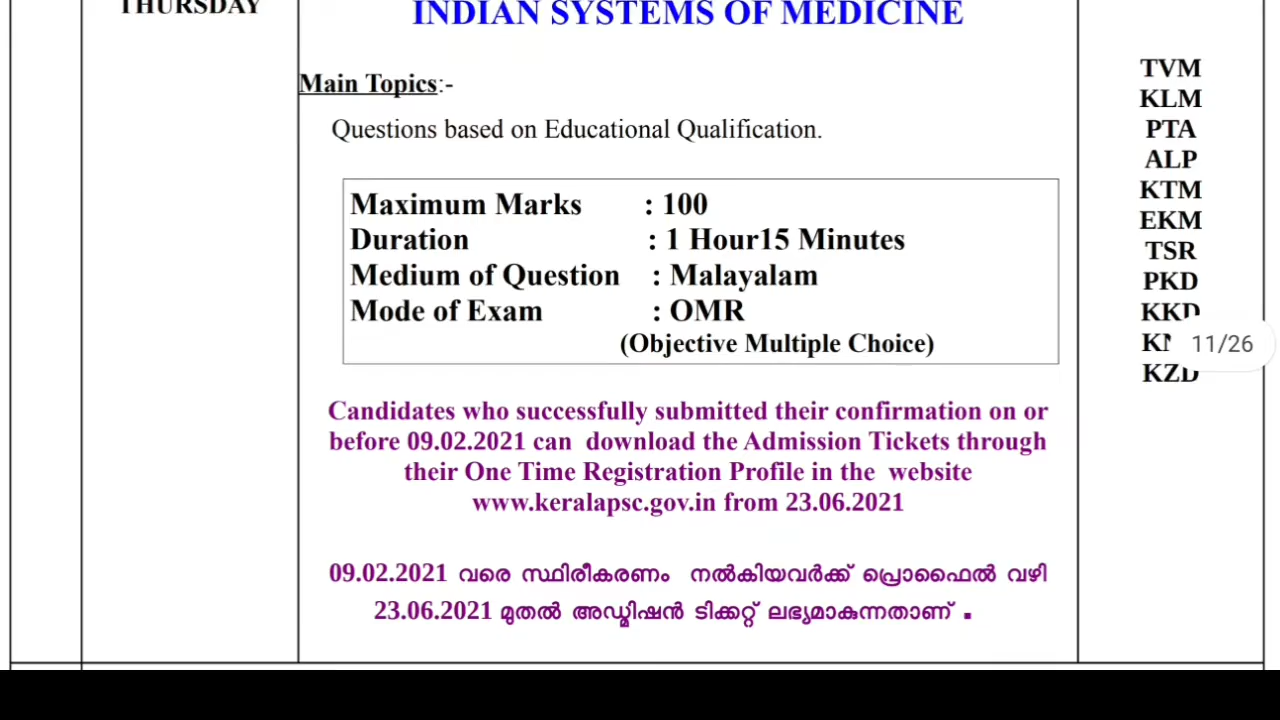 THURSDAY
INDIAN SYSTEMS OF MEDICINE
Main Topics:-
Questions based on Educational Qualification.
Maximum Marks : 100
Duration : 1 Hour15 Minutes
Medium of Question : Malayalam
Mode of Exam : OMR
(Objective Multiple Choice)
Candidates who successfully submitted their confirmation on or
before 09.02.2021 can download the Admission Tickets through
their One Time Registration Profile in the website
www.keralapsc.gov.in from 23.06.2021
09.02.2021 വരെ സ്ഥിരീകരണം നൽകിയവർക്ക് പ്രൊഫൈൽ വഴി
23.06.2021 മുതൽ അഡ്മിഷൻ ടിക്കറ്റ് ലഭ്യമാകുന്നതാണ് .
TVM
KLM
PTA
ALP
KTM
EKM
TSR
PKD
KKD
KZD
11/26